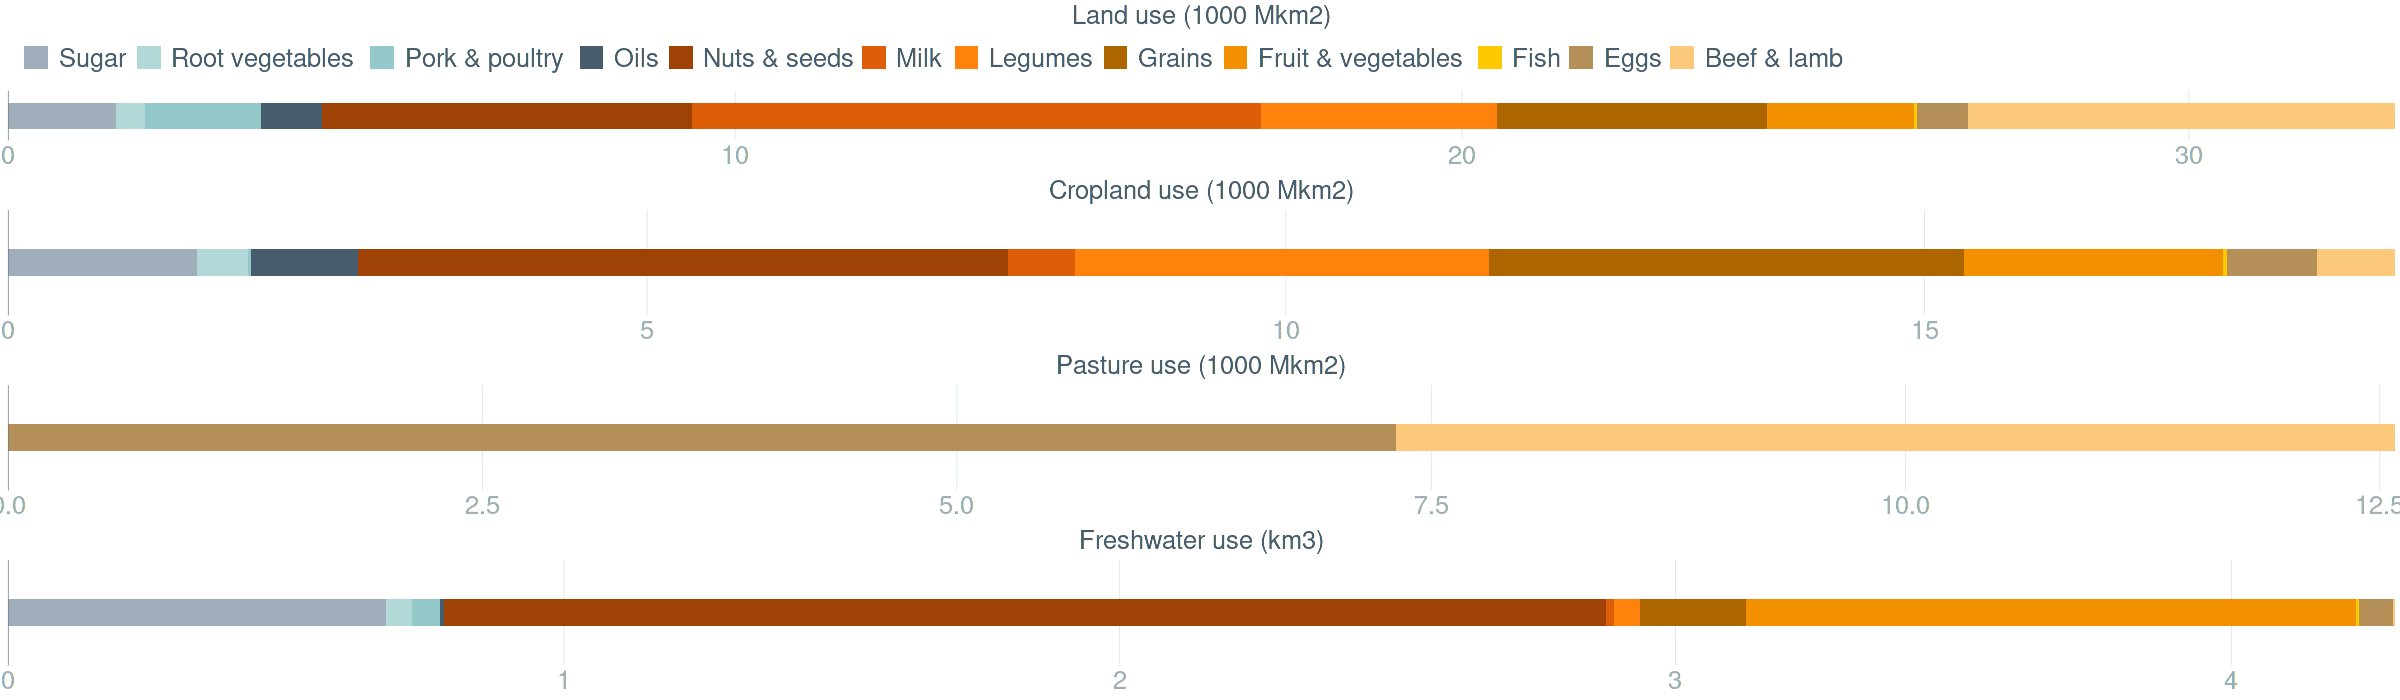 Land use (1000 Mkm2)
Sugar Root vegetables Pork & poultry Oils Nuts & seeds Milk Legumes Grains Fruit & vegetables Fish Eggs Beef & lamb
0 10 20 30
Cropland use (1000 Mkm2)
0 5 10 15
Pasture use (1000 Mkm2)
0.0 2.5 5.0 7.5 10.0 12.5
Freshwater use (km3)
0 1 2 3 4